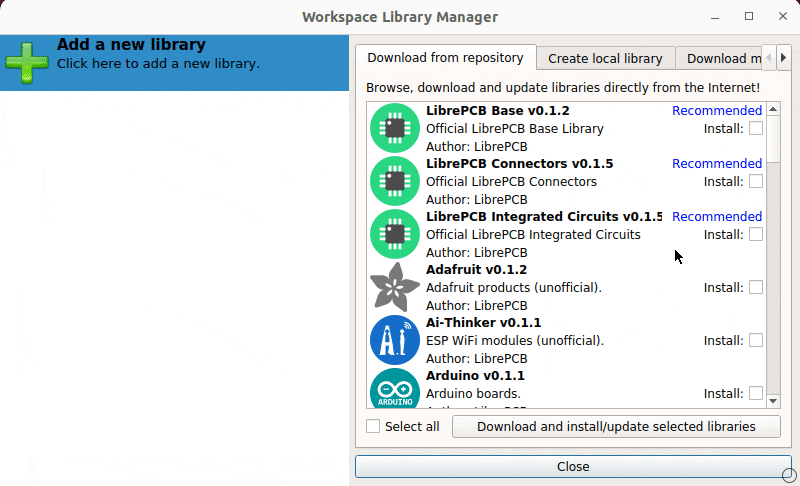 Workspace Library Manager
Add a new library
Click here to add a new library.
Download from repository
Create local library
Download m
Browse, download and update libraries directly from the Internet!
LibrePCB Base v0.1.2
Recommended
Official LibrePCB Base Library
Install:
Author: LibrePCB
LibrePCB Connectors v0.1.5
Recommended
Official LibrePCB Connectors
Install:
Author: LibrePCB
LibrePCB Integrated Circuits v0.1.5
Recommended
Official LibrePCB Integrated Circuits
Install:
Author: LibrePCB
Adafruit v0.1.2
Adafruit products (unofficial).
Install:
Author: LibrePCB
Ai
Ai-Thinker v0.1.1
ESP WiFi modules (unofficial).
Install:
Author: LibrePCB
ARDUINO
Arduino v0.1.1
Arduino boards.
Install:
Author: LibrePCB
Select all
Download and install/update selected libraries
Close